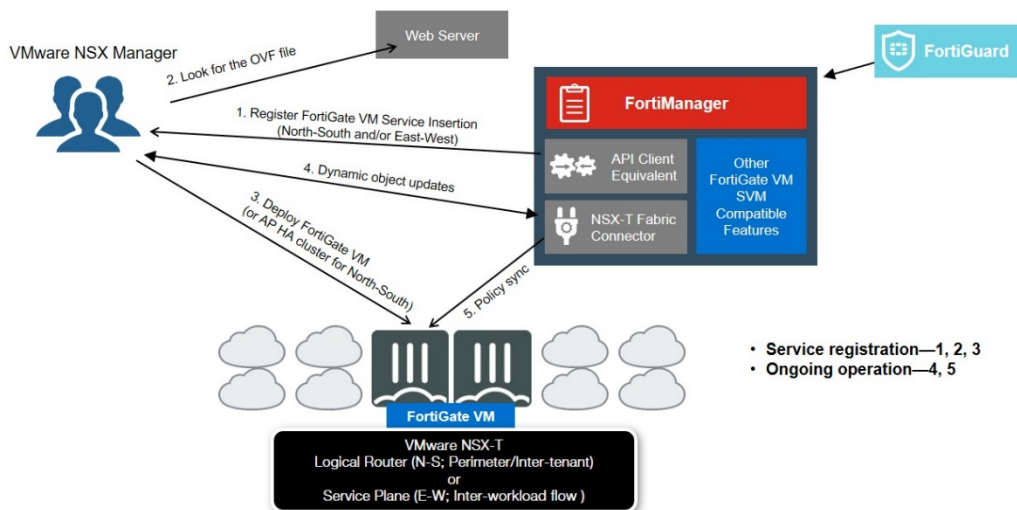 VMware NSX Manager
Web Server
FortiGuard
2. Look for the OVF file
FortiManager
1. Register FortiGate VM Service Insertion
(North-South and/or East-West)
API Client
Equivalent
Other
FortiGate VM
SVM
Compatible
Features
4. Dynamic object updates
NSX-T Fabric
Connector
3. Deploy FortiGate VM
(or AP HA cluster for North-South)
5. Policy sync
• Service registration—1, 2, 3
• Ongoing operation—4, 5
FortiGate VM
VMware NSX-T
Logical Router (N-S; Perimeter/Inter-tenant)
or
Service Plane (E-W; Inter-workload flow )